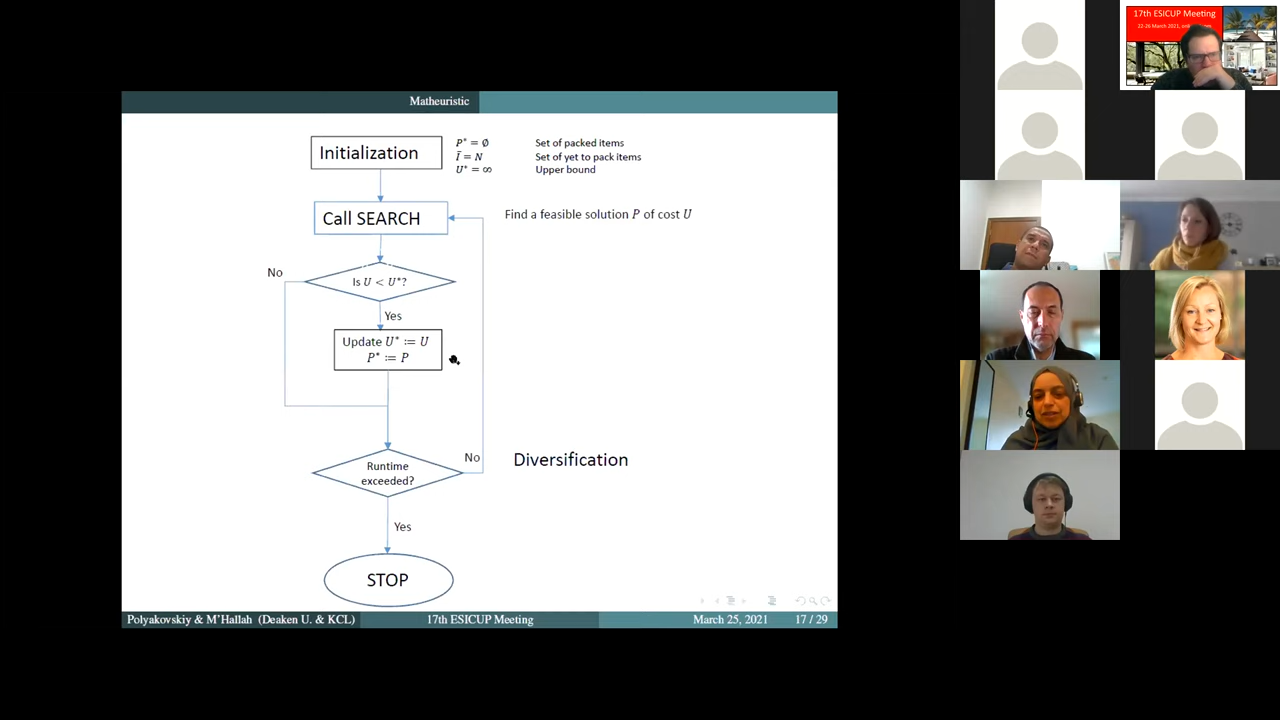 17th ESICUP Meeting
Matheuristic
Initialization
P* = ∅ Set of packed items
Ī = N Set of yet to pack items
U* = ∞ Upper bound
Call SEARCH
Find a feasible solution P of cost U
No
Is U < U*?
Yes
Update U* := U
P* := P
No
Diversification
Runtime
exceeded?
Yes
STOP
Polyakovskiy & M'Hallah (Deaken U. & KCL) 17th ESICUP Meeting March 25, 2021 17 / 29